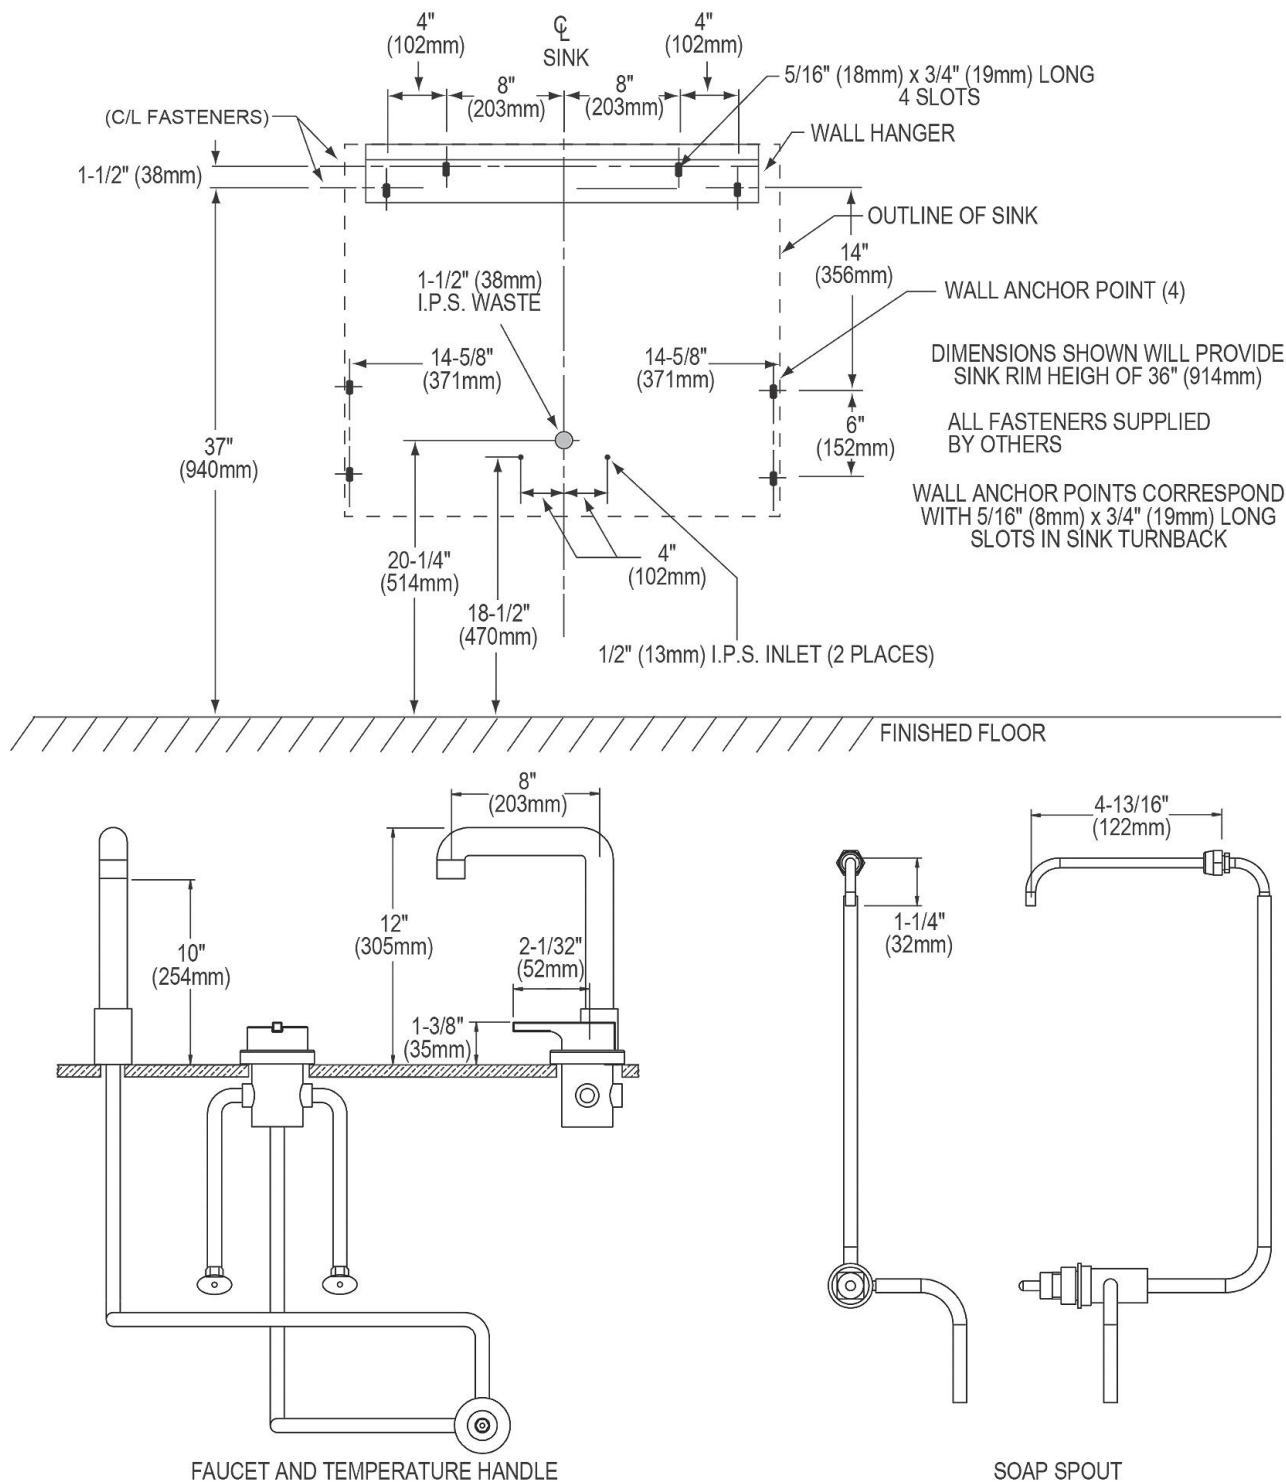 4"
(102mm)
℄
SINK
4"
(102mm)
8"
(203mm)
8"
(203mm)
5/16" (18mm) x 3/4" (19mm) LONG
4 SLOTS
(C/L FASTENERS)
WALL HANGER
1-1/2" (38mm)
OUTLINE OF SINK
14"
(356mm)
1-1/2" (38mm)
I.P.S. WASTE
WALL ANCHOR POINT (4)
14-5/8"
(371mm)
14-5/8"
(371mm)
DIMENSIONS SHOWN WILL PROVIDE
SINK RIM HEIGH OF 36" (914mm)
37"
(940mm)
6"
(152mm)
ALL FASTENERS SUPPLIED
BY OTHERS
WALL ANCHOR POINTS CORRESPOND
WITH 5/16" (8mm) x 3/4" (19mm) LONG
SLOTS IN SINK TURNBACK
20-1/4"
(514mm)
4"
(102mm)
18-1/2"
(470mm)
1/2" (13mm) I.P.S. INLET (2 PLACES)
FINISHED FLOOR
8"
(203mm)
4-13/16"
(122mm)
12"
(305mm)
1-1/4"
(32mm)
10"
(254mm)
2-1/32"
(52mm)
1-3/8"
(35mm)
FAUCET AND TEMPERATURE HANDLE
SOAP SPOUT